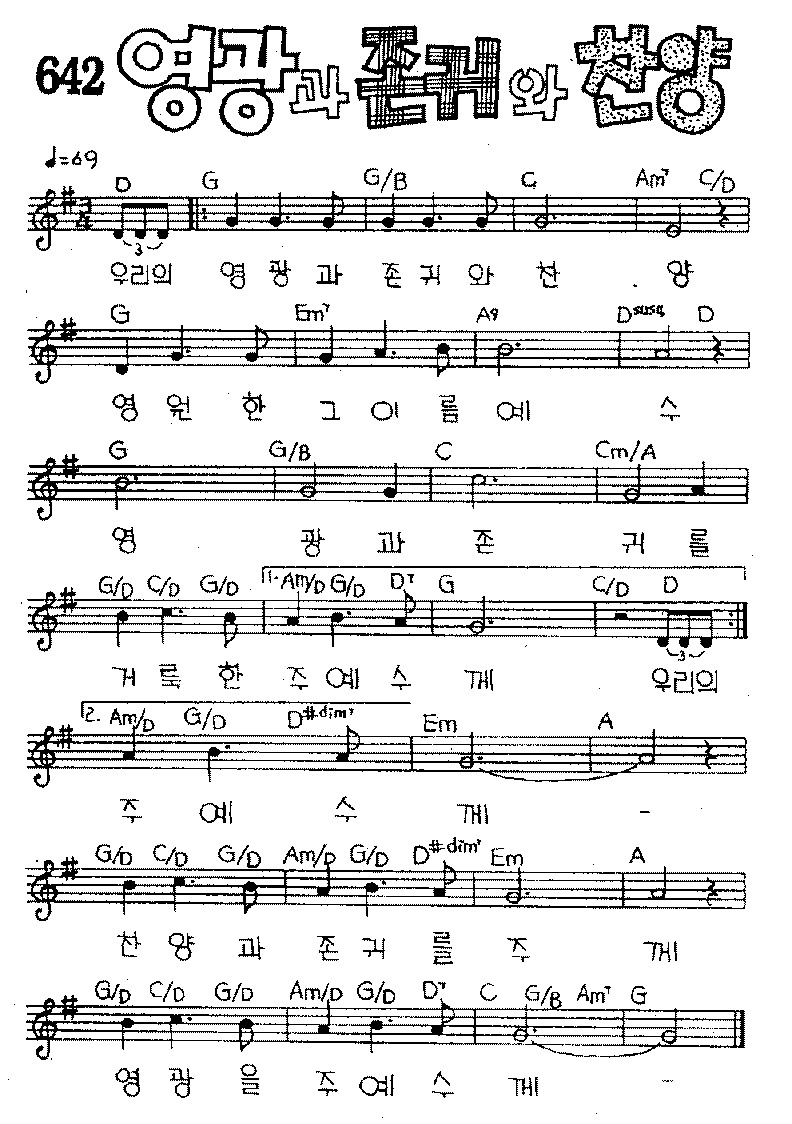 642 영광과 존귀와 찬양
♩=69
D G G/B C Am7 C/D
3
우리의 영 광 과 존 귀 와 찬 양
G Em7 A9 Dsus4 D
영 원 한 그 이 름 예 수
G G/B C Cm/A
영 광 과 존 귀 를
G/D C/D G/D 1. Am/D G/D D7 G C/D D
3
거 룩 한 주 예 수 께 우리의
2. Am/D G/D D#dim7 Em A
주 예 수 께 -
G/D C/D G/D Am/D G/D D#dim7 Em A
찬 양 과 존 귀 를 주 께
G/D C/D G/D Am/D G/D D7 C G/B Am7 G
영 광 을 주 예 수 께 -